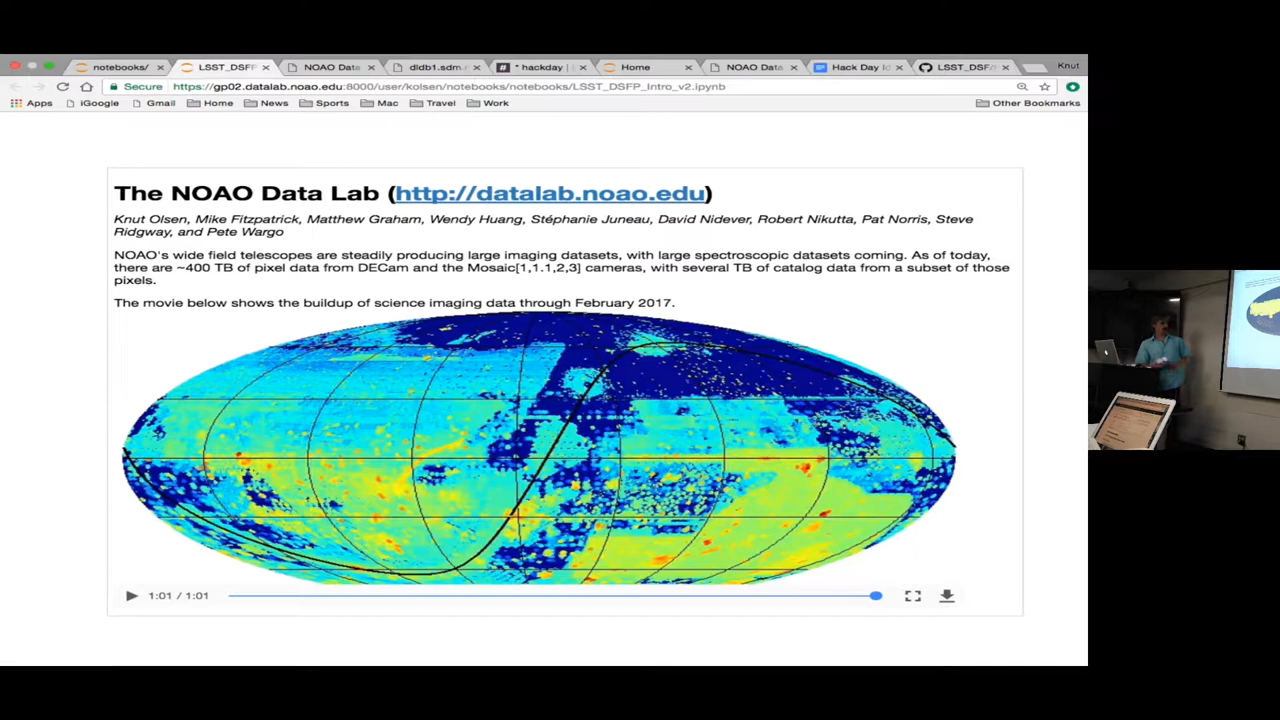 notebooks/
LSST_DSFP
NOAO Data
dldb1.sdm.
* hackday |
Home
NOAO Data
Hack Day Id
LSST_DSF/
Knut
Secure
https://gp02.datalab.noao.edu:8000/user/kolsen/notebooks/notebooks/LSST_DSFP_Intro_v2.ipynb
Apps
iGoogle
Gmail
Home
News
Sports
Mac
Travel
Work
Other Bookmarks
The NOAO Data Lab (http://datalab.noao.edu)
Knut Olsen, Mike Fitzpatrick, Matthew Graham, Wendy Huang, Stéphanie Juneau, David Nidever, Robert Nikutta, Pat Norris, Steve
Ridgway, and Pete Wargo
NOAO's wide field telescopes are steadily producing large imaging datasets, with large spectroscopic datasets coming. As of today,
there are ~400 TB of pixel data from DECam and the Mosaic[1,1.1,2,3] cameras, with several TB of catalog data from a subset of those
pixels.
The movie below shows the buildup of science imaging data through February 2017.
1:01 / 1:01